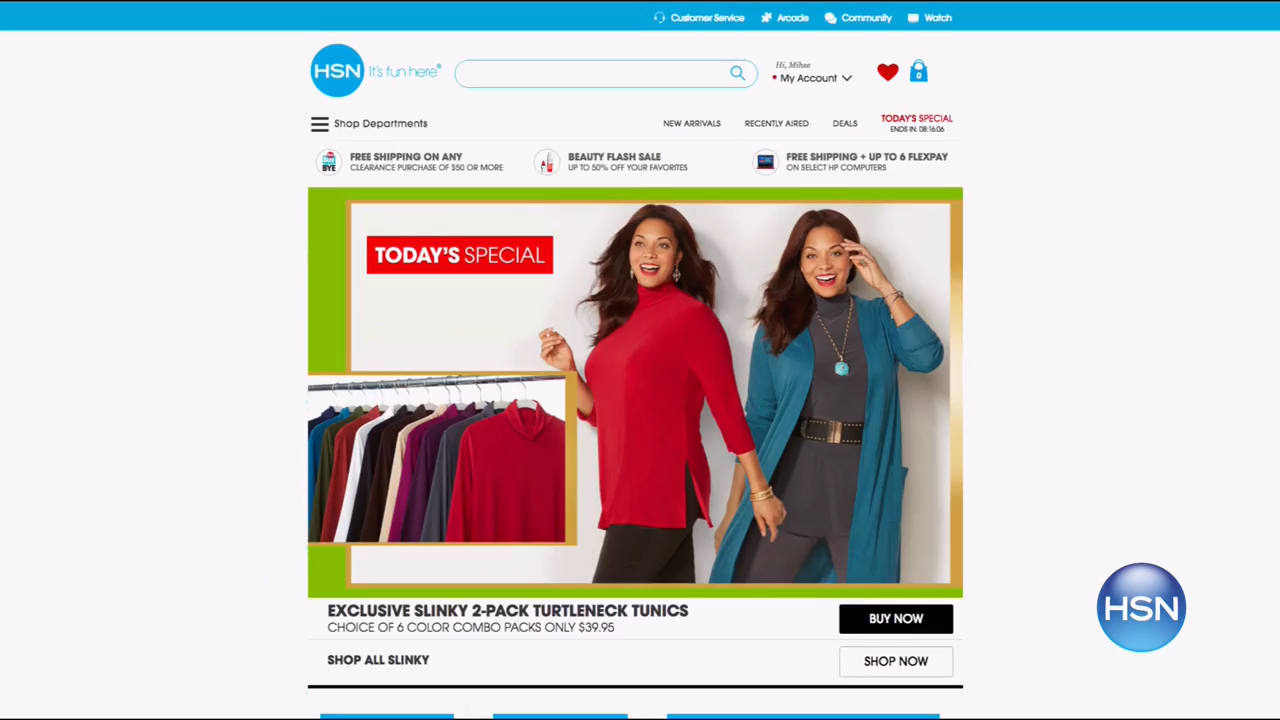 Customer Service Arcade Community Watch
HSN It's fun here®
Hi, Mihee
My Account
0
Shop Departments
NEW ARRIVALS RECENTLY AIRED DEALS
TODAY'S SPECIAL
ENDS IN: 08:16:06
BYE
FREE SHIPPING ON ANY
CLEARANCE PURCHASE OF $50 OR MORE
BEAUTY FLASH SALE
UP TO 50% OFF YOUR FAVORITES
FREE SHIPPING + UP TO 6 FLEXPAY
ON SELECT HP COMPUTERS
TODAY'S SPECIAL
EXCLUSIVE SLINKY 2-PACK TURTLENECK TUNICS
CHOICE OF 6 COLOR COMBO PACKS ONLY $39.95
BUY NOW
SHOP ALL SLINKY
SHOP NOW
HSN